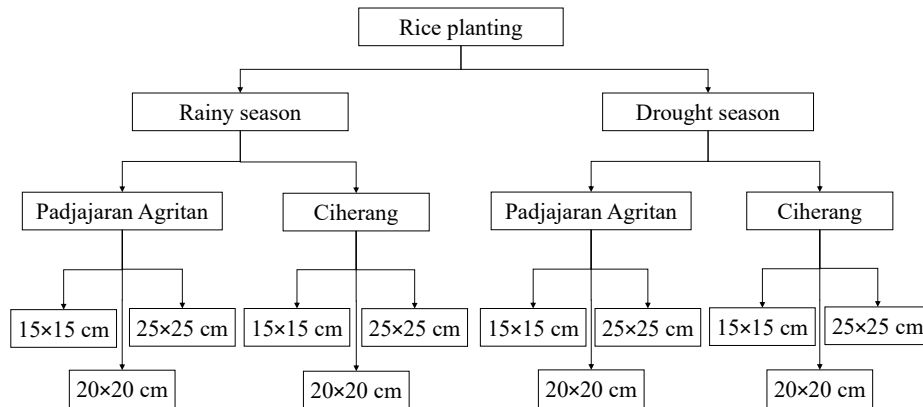 Rice planting
Rainy season
Drought season
Padjajaran Agritan
Ciherang
Padjajaran Agritan
Ciherang
15×15 cm
25×25 cm
15×15 cm
25×25 cm
15×15 cm
25×25 cm
15×15 cm
25×25 cm
20×20 cm
20×20 cm
20×20 cm
20×20 cm